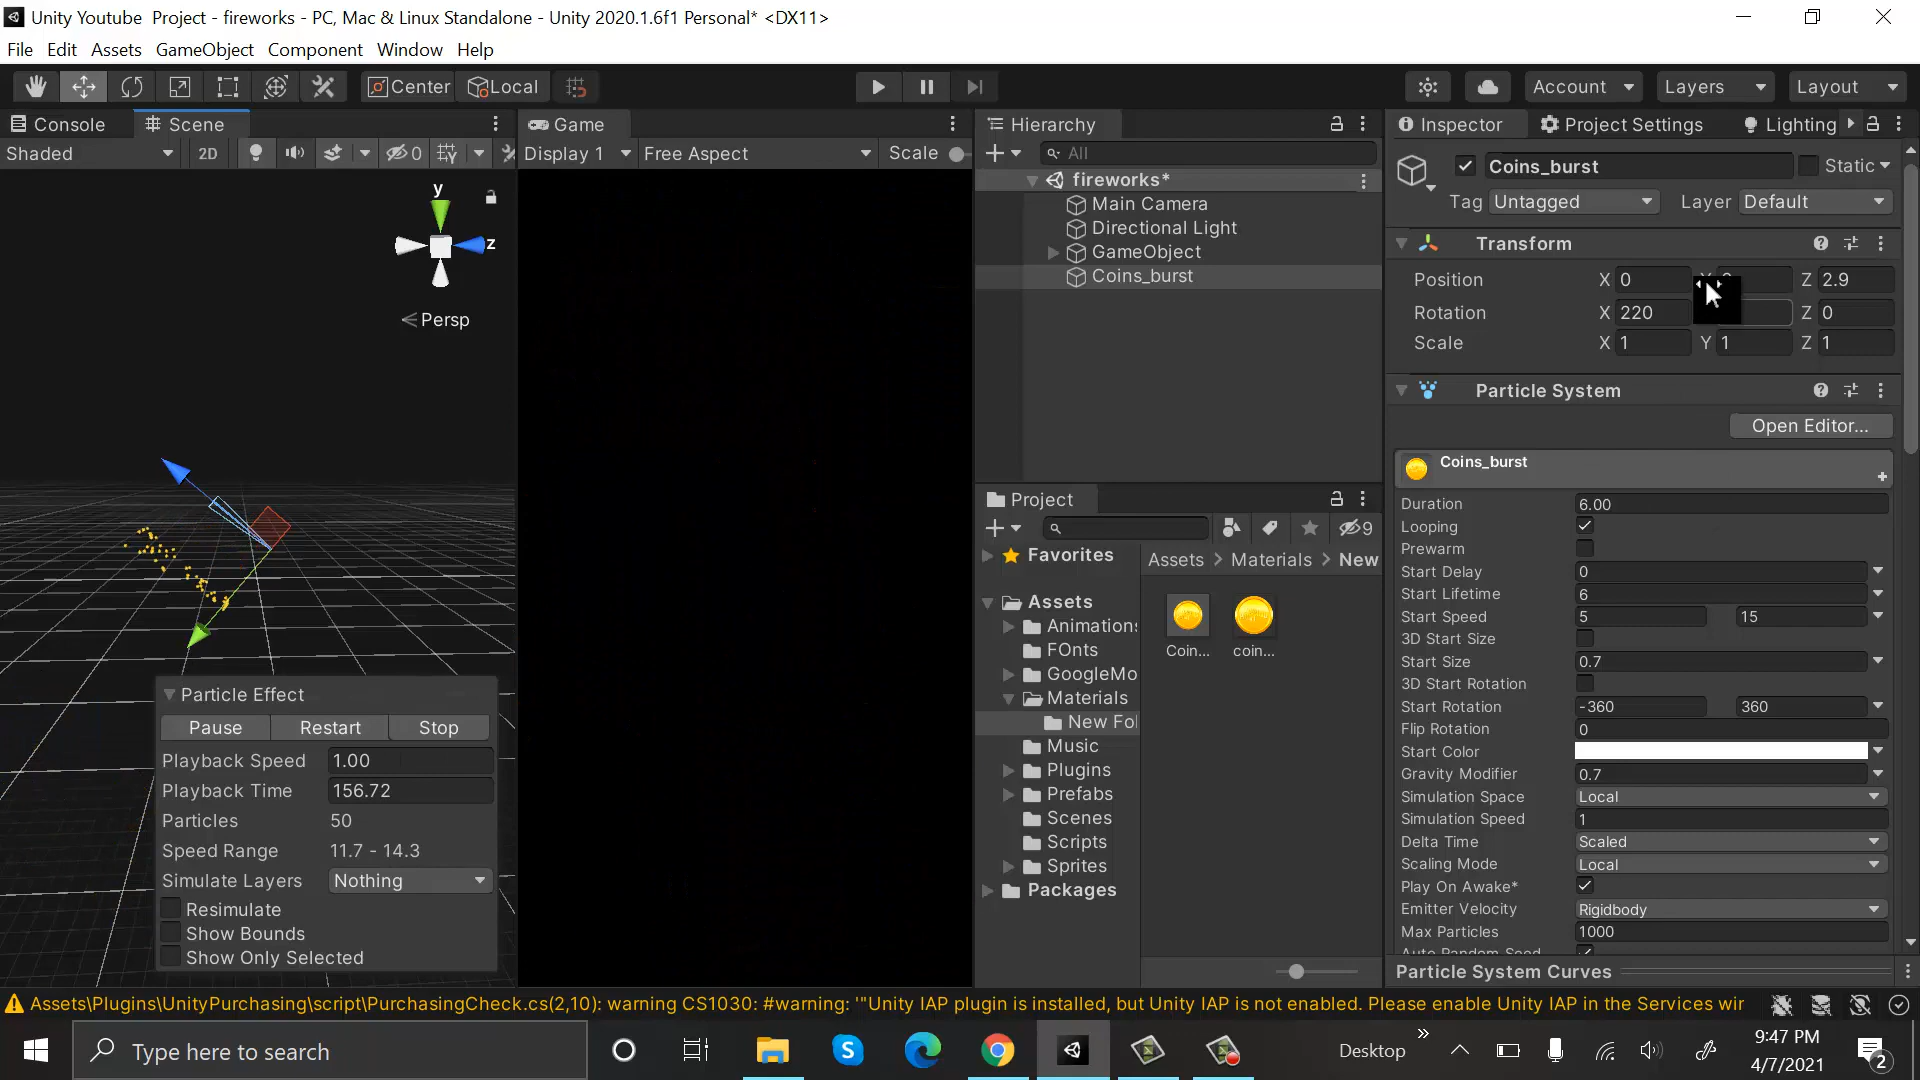 Unity Youtube  Project - fireworks - PC, Mac & Linux Standalone - Unity 2020.1.6f1 Personal* <DX11>
File Edit Assets GameObject Component Window Help
Center Local Account Layers Layout
Console Scene Game Hierarchy Inspector Project Settings Lighting
Shaded 2D 0 Display 1 Free Aspect Scale All
Coins_burst Static
Tag Untagged Layer Default
y
z
Persp
fireworks*
Main Camera
Directional Light
GameObject
Coins_burst
Transform
Position X 0 Z 2.9
Rotation X 220 Z 0
Scale X 1 Y 1 Z 1
Particle System
Open Editor...
Coins_burst
Duration 6.00
Looping
Prewarm
Start Delay 0
Start Lifetime 6
Start Speed 5 15
3D Start Size
Start Size 0.7
3D Start Rotation
Start Rotation -360 360
Flip Rotation 0
Start Color
Gravity Modifier 0.7
Simulation Space Local
Simulation Speed 1
Delta Time Scaled
Scaling Mode Local
Play On Awake*
Emitter Velocity Rigidbody
Max Particles 1000
Auto Random Seed
Particle System Curves
Project
9
Favorites
Assets > Materials > New
Assets
Animation
FOnts
GoogleMo
Materials
New Fol
Music
Plugins
Prefabs
Scenes
Scripts
Sprites
Packages
Coin... coin...
Particle Effect
Pause Restart Stop
Playback Speed 1.00
Playback Time 156.72
Particles 50
Speed Range 11.7 - 14.3
Simulate Layers Nothing
Resimulate
Show Bounds
Show Only Selected
Assets\Plugins\UnityPurchasing\script\PurchasingCheck.cs(2,10): warning CS1030: #warning: '"Unity IAP plugin is installed, but Unity IAP is not enabled. Please enable Unity IAP in the Services wir
Type here to search
Desktop
9:47 PM
4/7/2021
2